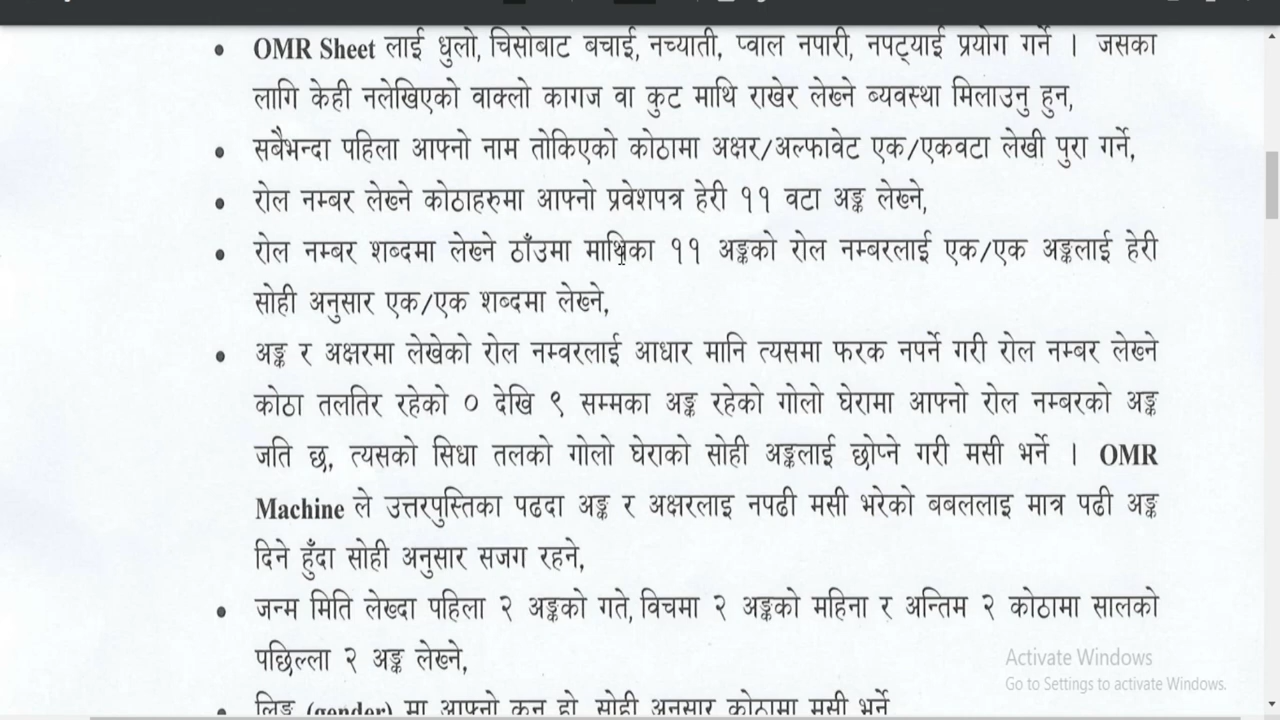 • OMR Sheet लाई धुलो, चिसोबाट बचाई, नच्याती, प्वाल नपारी, नपट्याई प्रयोग गर्ने । जसका
लागि केही नलेखिएको वाक्लो कागज वा कुट माथि राखेर लेख्ने ब्यवस्था मिलाउनु हुन,
• सबैभन्दा पहिला आफ्नो नाम तोकिएको कोठामा अक्षर/अल्फावेट एक/एकवटा लेखी पुरा गर्ने,
• रोल नम्बर लेख्ने कोठाहरुमा आफ्नो प्रवेशपत्र हेरी ११ वटा अङ्क लेख्ने,
• रोल नम्बर शब्दमा लेख्ने ठाँउमा माथिका ११ अङ्कको रोल नम्बरलाई एक/एक अङ्कलाई हेरी
सोही अनुसार एक/एक शब्दमा लेख्ने,
• अङ्क र अक्षरमा लेखेको रोल नम्वरलाई आधार मानि त्यसमा फरक नपर्ने गरी रोल नम्बर लेख्ने
कोठा तलतिर रहेको ० देखि ९ सम्मका अङ्क रहेको गोलो घेरामा आफ्नो रोल नम्बरको अङ्क
जति छ, त्यसको सिधा तलको गोलो घेराको सोही अङ्कलाई छोप्ने गरी मसी भर्ने । OMR
Machine ले उत्तरपुस्तिका पढदा अङ्क र अक्षरलाइ नपढी मसी भरेको बबललाइ मात्र पढी अङ्क
दिने हुँदा सोही अनुसार सजग रहने,
• जन्म मिति लेख्दा पहिला २ अङ्कको गते, विचमा २ अङ्कको महिना र अन्तिम २ कोठामा सालको
पछिल्ला २ अङ्क लेख्ने,
• लिङ्ग (gender) मा आफ्नो कुन हो सोही अनुसार कोठामा मसी भर्ने
Activate Windows
Go to Settings to activate Windows.